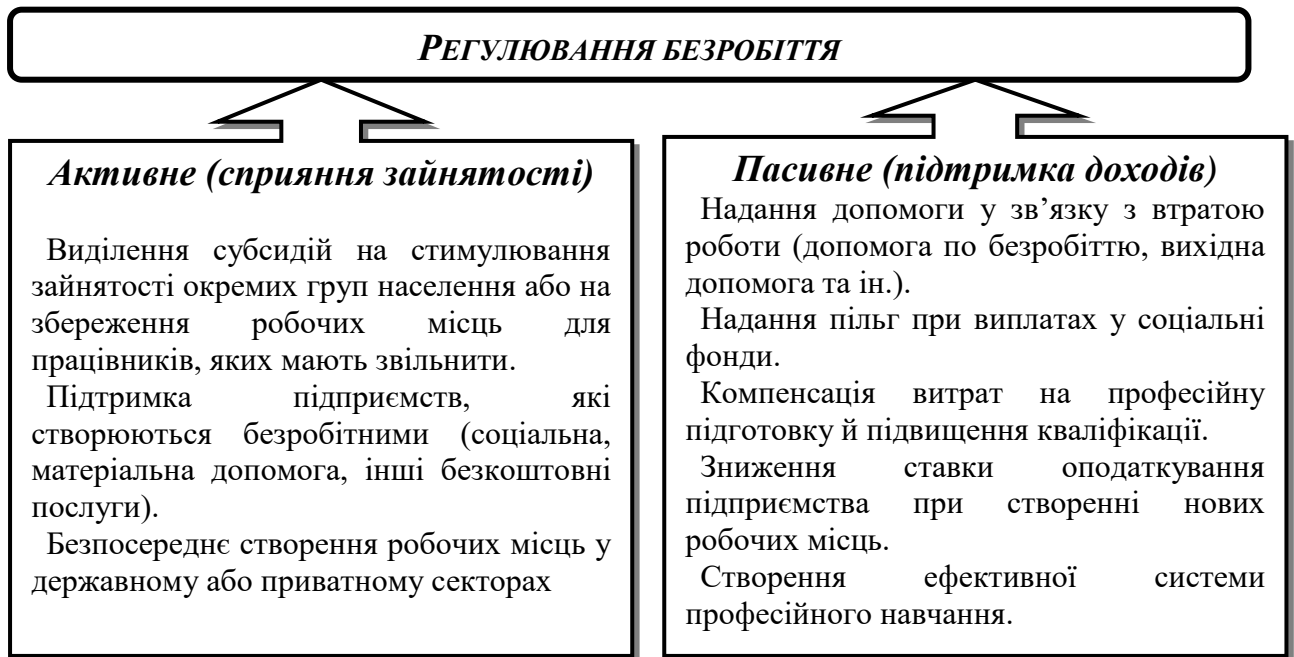 РЕГУЛЮВАННЯ БЕЗРОБІТТЯ
Активне (сприяння зайнятості)
Виділення субсидій на стимулювання
зайнятості окремих груп населення або на
збереження робочих місць для
працівників, яких мають звільнити.
Підтримка підприємств, які
створюються безробітними (соціальна,
матеріальна допомога, інші безкоштовні
послуги).
Безпосереднє створення робочих місць у
державному або приватному секторах
Пасивне (підтримка доходів)
Надання допомоги у зв’язку з втратою
роботи (допомога по безробіттю, вихідна
допомога та ін.).
Надання пільг при виплатах у соціальні
фонди.
Компенсація витрат на професійну
підготовку й підвищення кваліфікації.
Зниження ставки оподаткування
підприємства при створенні нових
робочих місць.
Створення ефективної системи
професійного навчання.